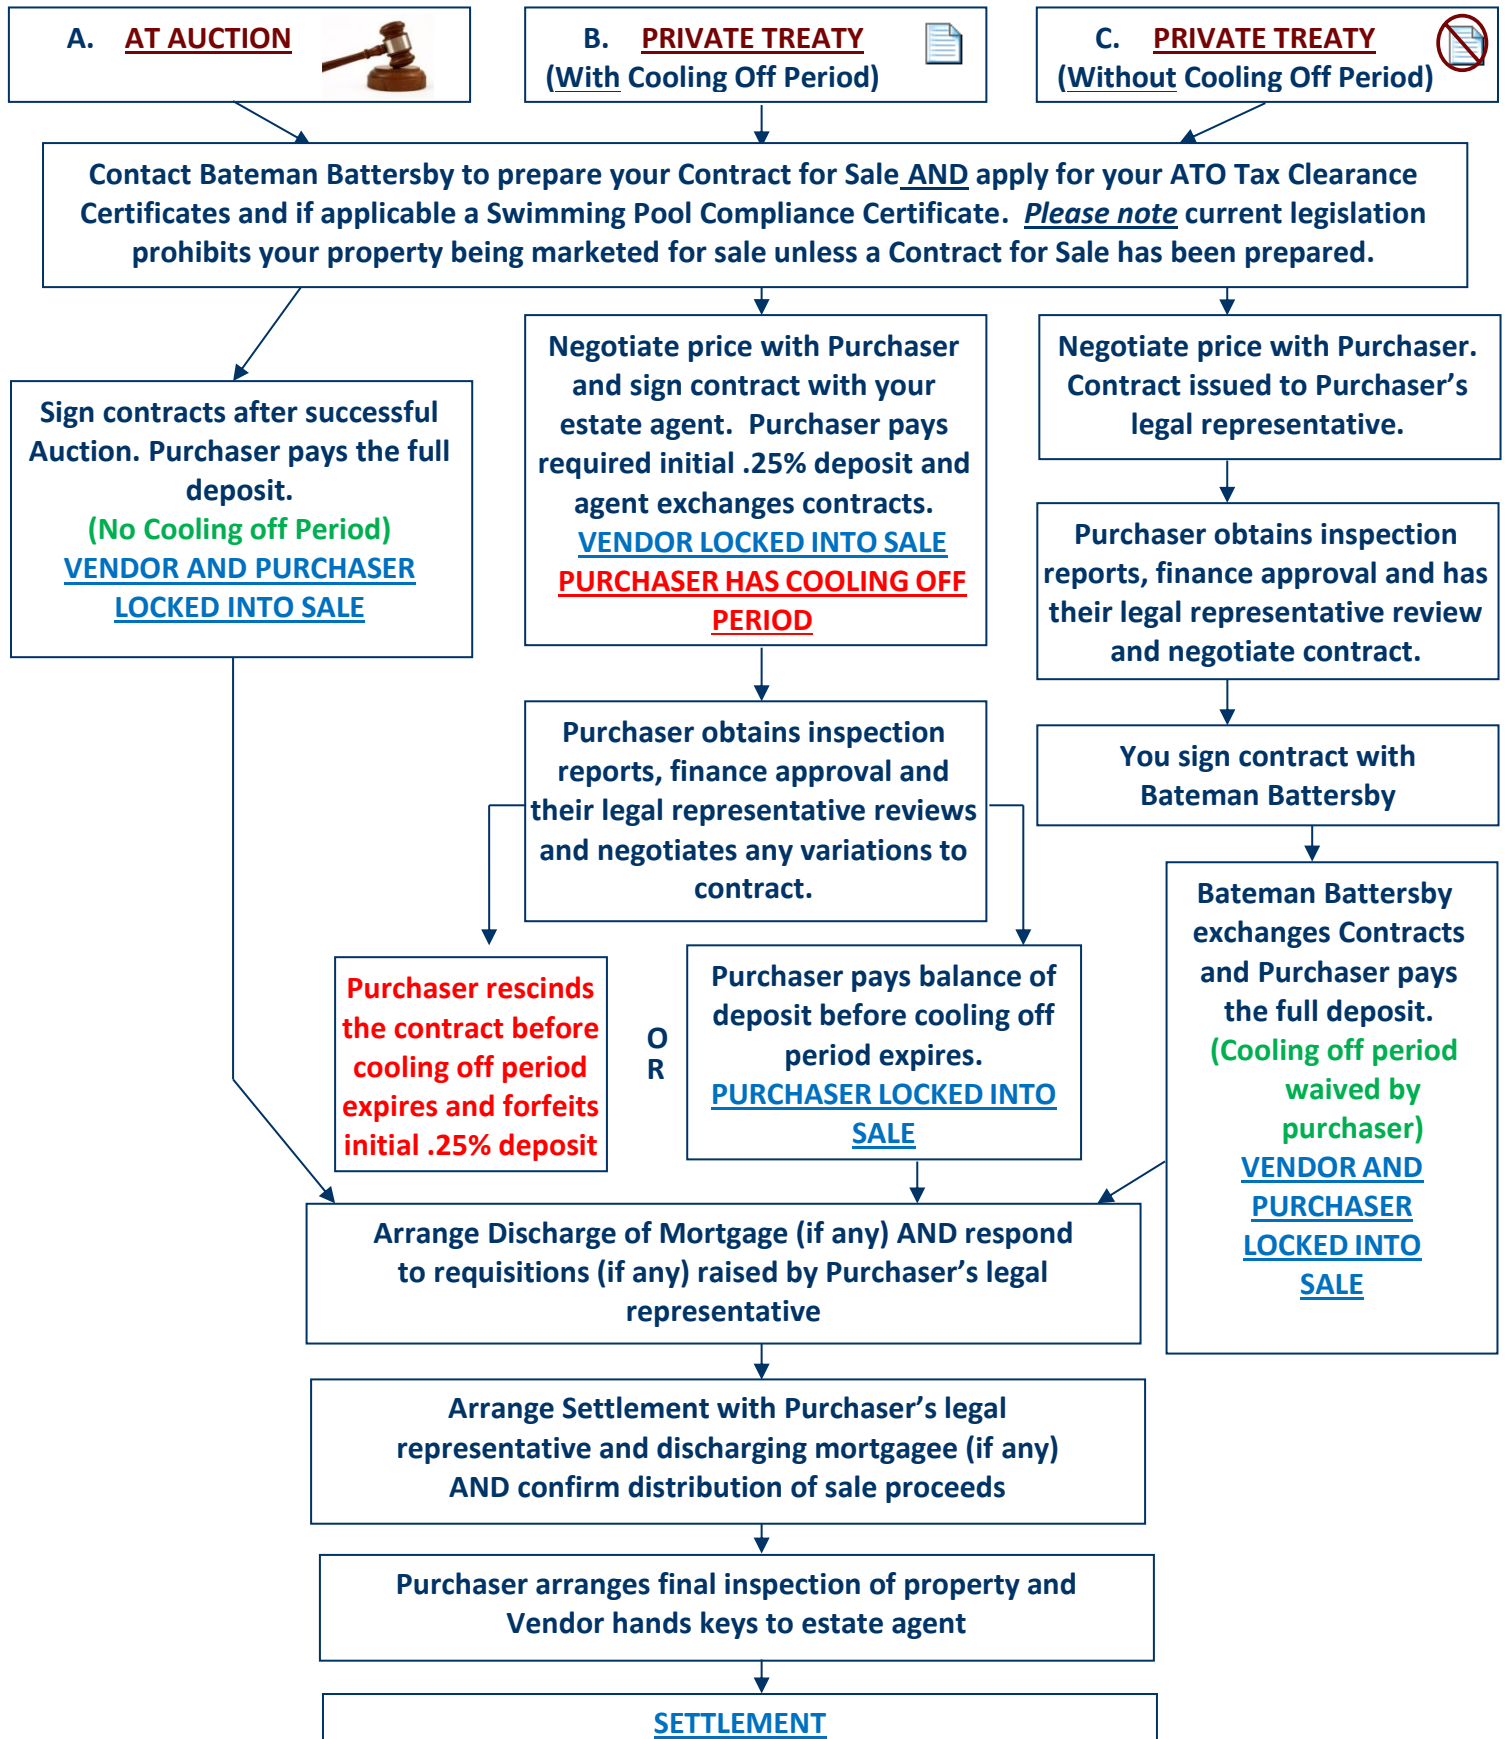 A. AT AUCTION
B. PRIVATE TREATY
(With Cooling Off Period)
C. PRIVATE TREATY
(Without Cooling Off Period)
Contact Bateman Battersby to prepare your Contract for Sale AND apply for your ATO Tax Clearance
Certificates and if applicable a Swimming Pool Compliance Certificate. Please note current legislation
prohibits your property being marketed for sale unless a Contract for Sale has been prepared.
Sign contracts after successful
Auction. Purchaser pays the full
deposit.
(No Cooling off Period)
VENDOR AND PURCHASER
LOCKED INTO SALE
Negotiate price with Purchaser
and sign contract with your
estate agent. Purchaser pays
required initial .25% deposit and
agent exchanges contracts.
VENDOR LOCKED INTO SALE
PURCHASER HAS COOLING OFF
PERIOD
Negotiate price with Purchaser.
Contract issued to Purchaser’s
legal representative.
Purchaser obtains inspection
reports, finance approval and has
their legal representative review
and negotiate contract.
Purchaser obtains inspection
reports, finance approval and
their legal representative reviews
and negotiates any variations to
contract.
You sign contract with
Bateman Battersby
Purchaser rescinds
the contract before
cooling off period
expires and forfeits
initial .25% deposit
O
R
Purchaser pays balance of
deposit before cooling off
period expires.
PURCHASER LOCKED INTO
SALE
Bateman Battersby
exchanges Contracts
and Purchaser pays
the full deposit.
(Cooling off period
waived by
purchaser)
VENDOR AND
PURCHASER
LOCKED INTO
SALE
Arrange Discharge of Mortgage (if any) AND respond
to requisitions (if any) raised by Purchaser’s legal
representative
Arrange Settlement with Purchaser’s legal
representative and discharging mortgagee (if any)
AND confirm distribution of sale proceeds
Purchaser arranges final inspection of property and
Vendor hands keys to estate agent
SETTLEMENT